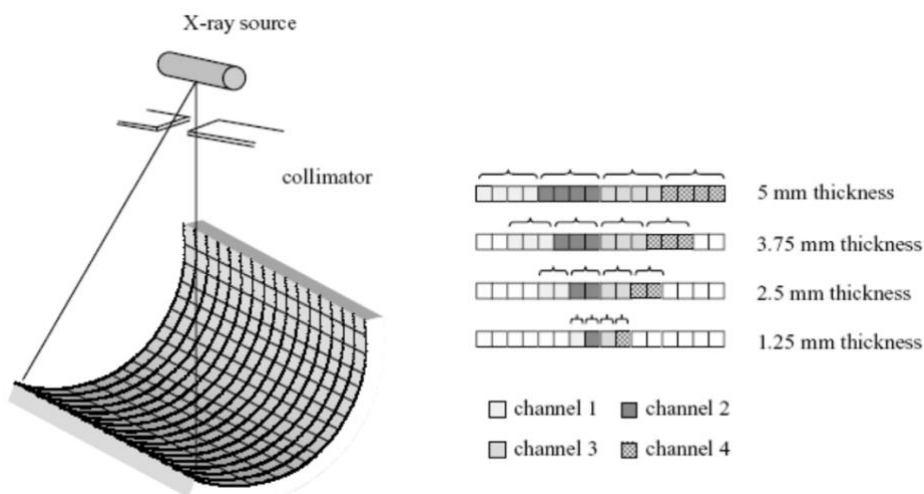 X-ray source
collimator
5 mm thickness
3.75 mm thickness
2.5 mm thickness
1.25 mm thickness
channel 1 channel 2
channel 3 channel 4